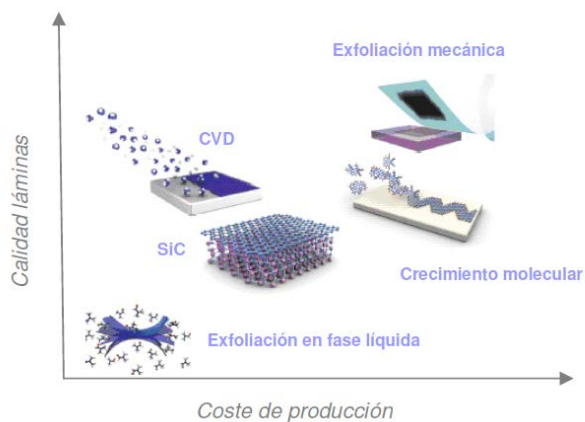 Exfoliación mecánica
CVD
SiC
Crecimiento molecular
Exfoliación en fase líquida
Calidad láminas
Coste de producción